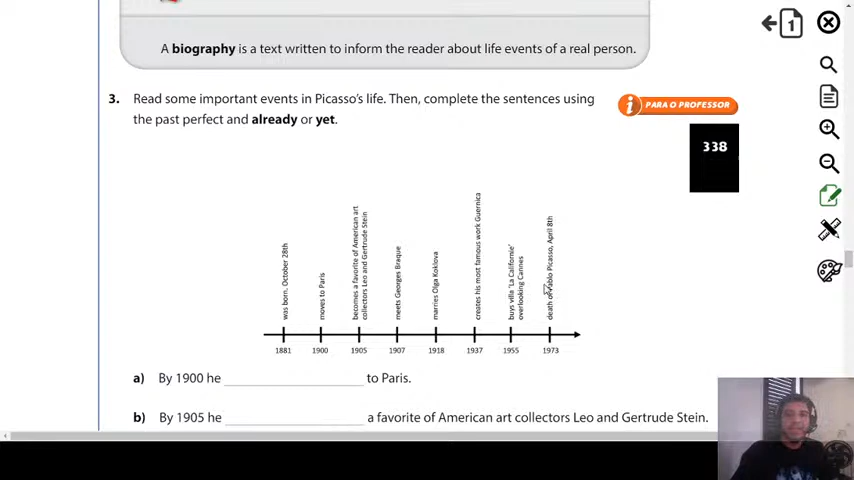 A biography is a text written to inform the reader about life events of a real person.
3. Read some important events in Picasso's life. Then, complete the sentences using
the past perfect and already or yet.
i PARA O PROFESSOR
338
1
was born, October 28th
moves to Paris
becomes a favorite of American art
collectors Leo and Gertrude Stein
meets Georges Braque
marries Olga Koklova
creates his most famous work Guernica
buys villa 'La Californie'
overlooking Cannes
death of Pablo Picasso, April 8th
1881 1900 1905 1907 1918 1937 1955 1973
a) By 1900 he ____________________ to Paris.
b) By 1905 he ____________________ a favorite of American art collectors Leo and Gertrude Stein.